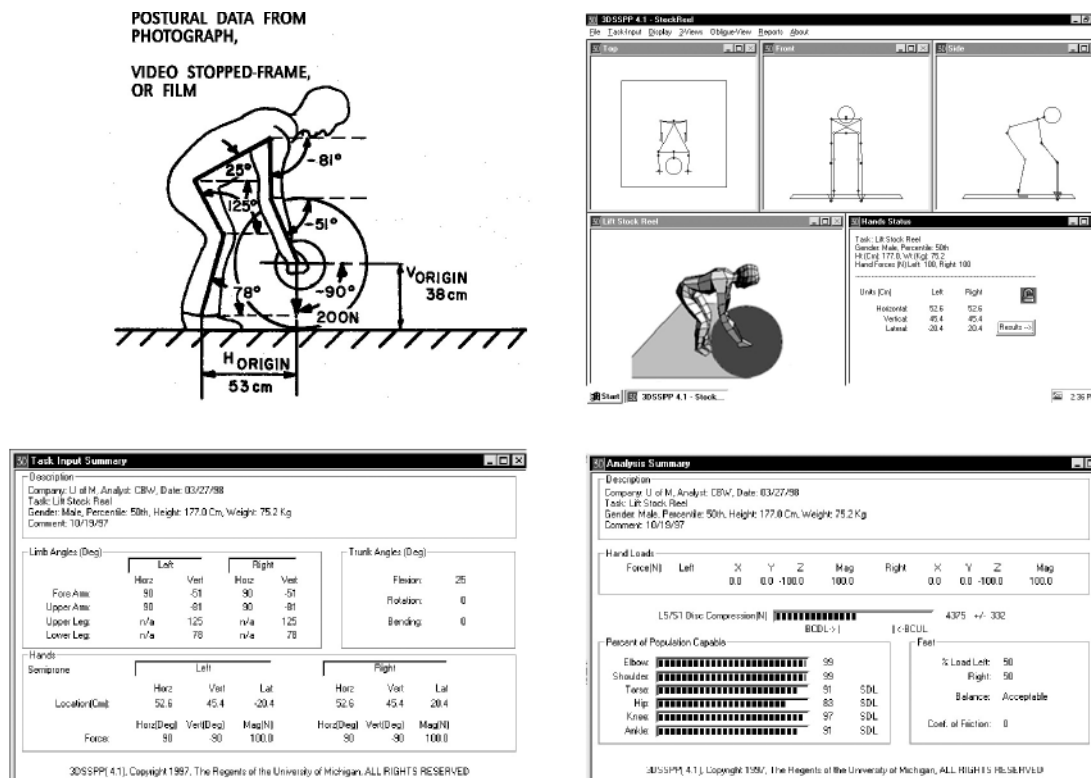 POSTURAL DATA FROM
PHOTOGRAPH,
VIDEO STOPPED-FRAME,
OR FILM
-81°
25°
125°
-51°
78°
-90°
200N
VORIGIN
38 cm
HORIGIN
53 cm
3DSSPP 4.1 - StockReel
File Task-Input Display 3-Views Oblique-View Reports About
Top
Front
Side
Lift Stock Reel
Hands Status
Task: Lift Stock Reel
Gender: Male, Percentile: 50th
Ht (Cm): 177.0, Wt (Kg): 75.2
Hand Forces (N) Left: 100, Right: 100
Units (Cm) Left Right
Horizontal: 52.6 52.6
Vertical: 45.4 45.4
Lateral: -20.4 20.4
Results -->
Start 3DSSPP 4.1 - Stock... 2:36 P
Task Input Summary
Description
Company: U of M, Analyst: CBW, Date: 03/27/98
Task: Lift Stock Reel
Gender: Male, Percentile: 50th, Height: 177.0 Cm, Weight: 75.2 Kg
Comment: 10/19/97
Limb Angles (Deg)
Left Right
Horz Vert Horz Vert
Fore Arm: 90 -51 90 -51
Upper Arm: 90 -81 90 -81
Upper Leg: n/a 125 n/a 125
Lower Leg: n/a 78 n/a 78
Trunk Angles (Deg)
Flexion: 25
Rotation: 0
Bending: 0
Hands
Semiprone Left Right
Horz Vert Lat Horz Vert Lat
Location(Cm): 52.6 45.4 -20.4 52.6 45.4 20.4
Horz(Deg) Vert(Deg) Mag(N) Horz(Deg) Vert(Deg) Mag(N)
Force: 90 -90 100.0 90 -90 100.0
3DSSPP( 4.1), Copyright 1997, The Regents of the University of Michigan, ALL RIGHTS RESERVED
Analysis Summary
Description
Company: U of M, Analyst: CBW, Date: 03/27/98
Task: Lift Stock Reel
Gender: Male, Percentile: 50th, Height: 177.0 Cm, Weight: 75.2 Kg
Comment: 10/19/97
Hand Loads
Force(N) Left X Y Z Mag Right X Y Z Mag
0.0 0.0 -100.0 100.0 0.0 0.0 -100.0 100.0
L5/S1 Disc Compression(N) 4375 +/- 332
BCDL->| |<-BCUL
Percent of Population Capable
Elbow: 99
Shoulder: 99
Torso: 91 SDL
Hip: 83 SDL
Knee: 97 SDL
Ankle: 91 SDL
Feet
% Load Left: 50
Right: 50
Balance: Acceptable
Coef. of Friction: 0
3DSSPP( 4.1), Copyright 1997, The Regents of the University of Michigan, ALL RIGHTS RESERVED